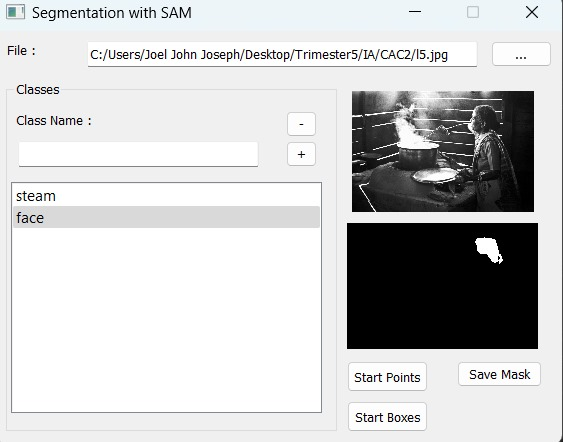 Segmentation with SAM
File :
C:/Users/Joel John Joseph/Desktop/Trimester5/IA/CAC2/l5.jpg
...
Classes
Class Name :
-
+
steam
face
Start Points
Save Mask
Start Boxes